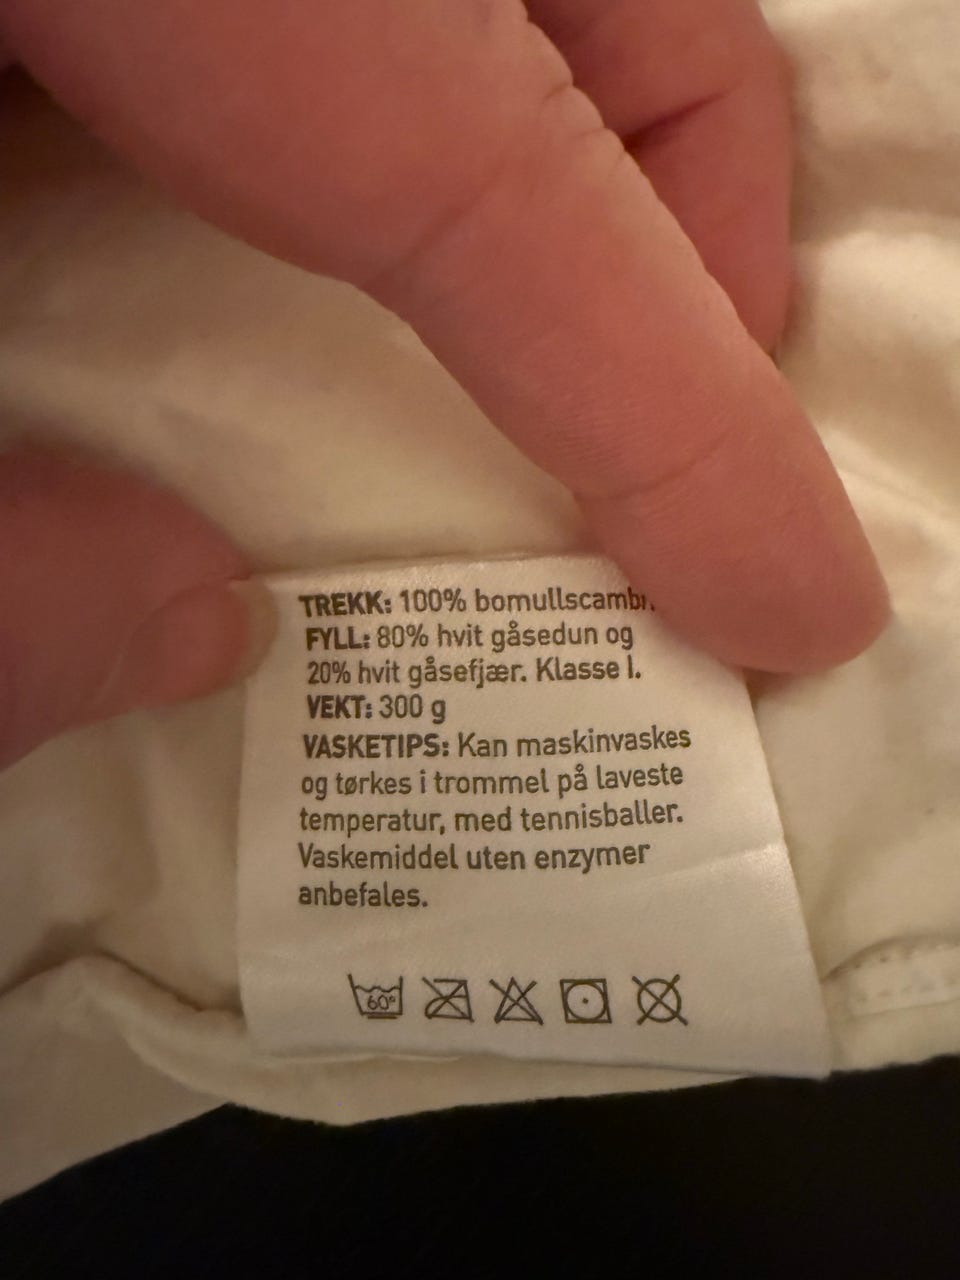 TREKK: 100% 
FYLL: 80% hvit gåsedun og
20% hvit gåsefjær. Klasse I.
VEKT: 300 g
VASKETIPS: Kan maskinvaskes
og tørkes i trommel på laveste
temperatur, med tennisballer.
Vaskemiddel uten enzymer
anbefales.
60°